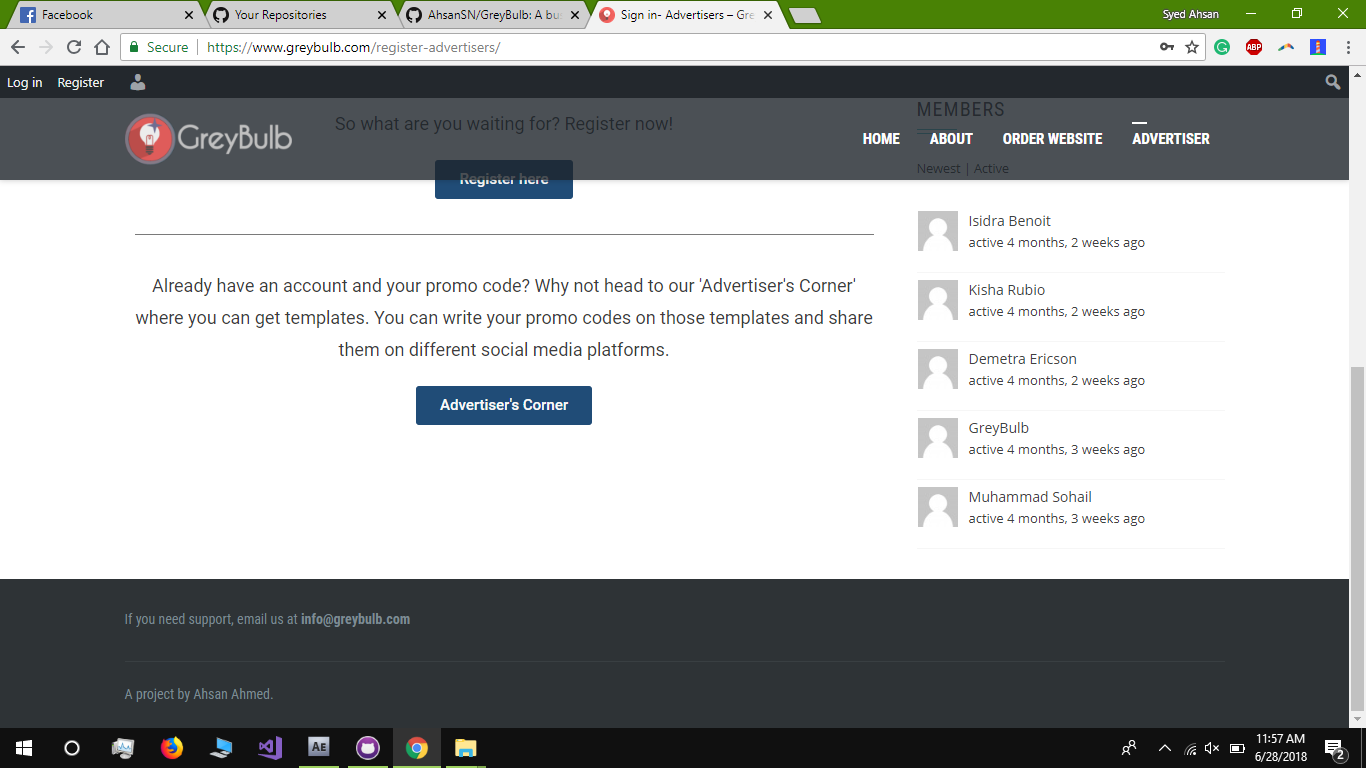 Facebook
Your Repositories
AhsanSN/GreyBulb: A bu
Sign in- Advertisers – Gre
Syed Ahsan
Secure
https://www.greybulb.com/register-advertisers/
ABP
Log in
Register
GreyBulb
So what are you waiting for? Register now!
MEMBERS
HOME
ABOUT
ORDER WEBSITE
ADVERTISER
Newest | Active
Register here
Isidra Benoit
active 4 months, 2 weeks ago
Kisha Rubio
active 4 months, 2 weeks ago
Demetra Ericson
active 4 months, 2 weeks ago
GreyBulb
active 4 months, 3 weeks ago
Muhammad Sohail
active 4 months, 3 weeks ago
Already have an account and your promo code? Why not head to our 'Advertiser's Corner'
where you can get templates. You can write your promo codes on those templates and share
them on different social media platforms.
Advertiser's Corner
If you need support, email us at info@greybulb.com
A project by Ahsan Ahmed.
AE
11:57 AM
6/28/2018
2